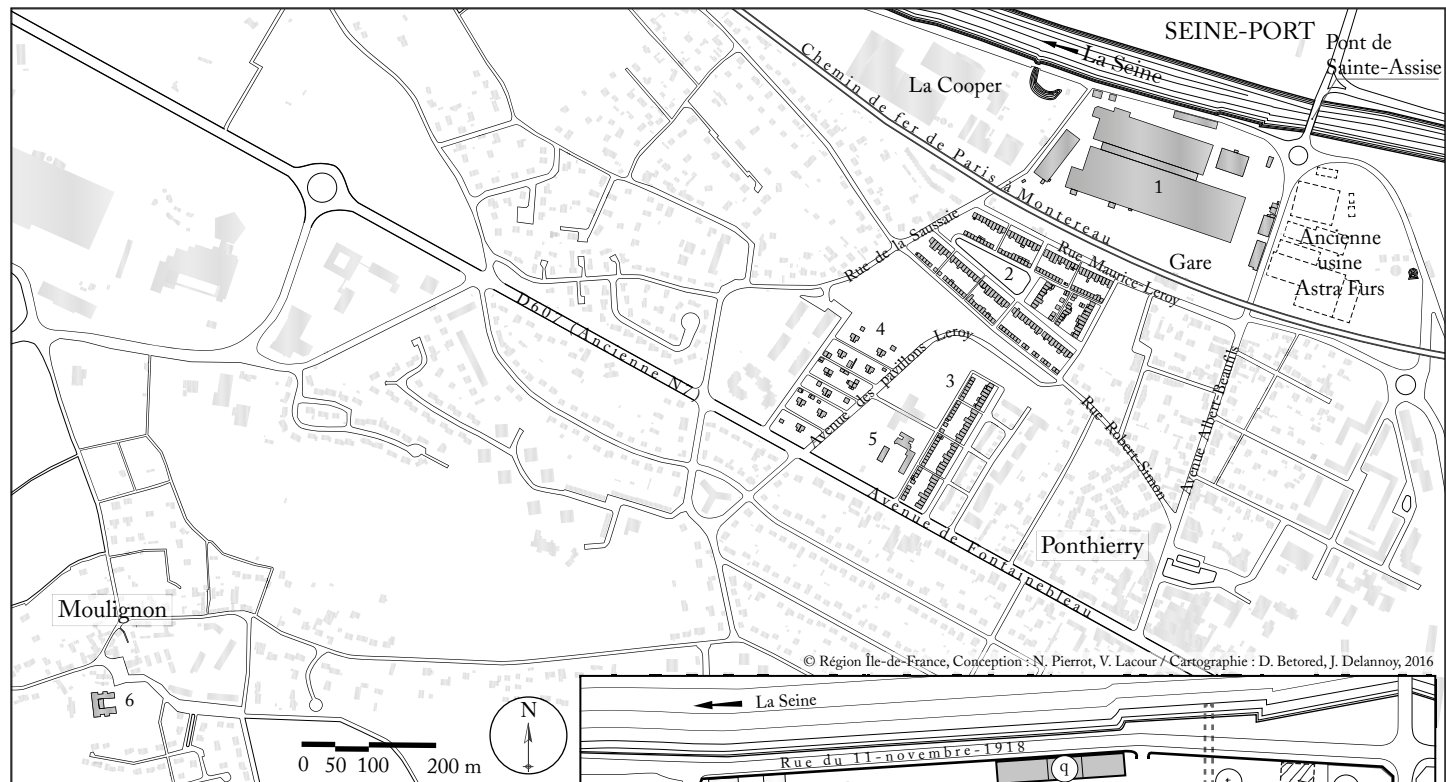 SEINE-PORT
Pont de
Sainte-Assise
La Seine
La Cooper
Chemin de fer de Paris à Montereau
1
Ancienne
usine
Astra Furs
Gare
Rue de la Saussaie
2
Rue Maurice-Leroy
4
Avenue des pavillons Leroy
3
D607 (Ancienne N7)
5
Rue Robert-Simon
Avenue Albert-Beaufils
Avenue de Fontainebleau
Ponthierry
Moulignon
6
© Région Île-de-France, Conception : N. Pierrot, V. Lacour / Cartographie : D. Betored, J. Delannoy, 2016
N
0 50 100 200 m
La Seine
Rue du 11-novembre-1918
q